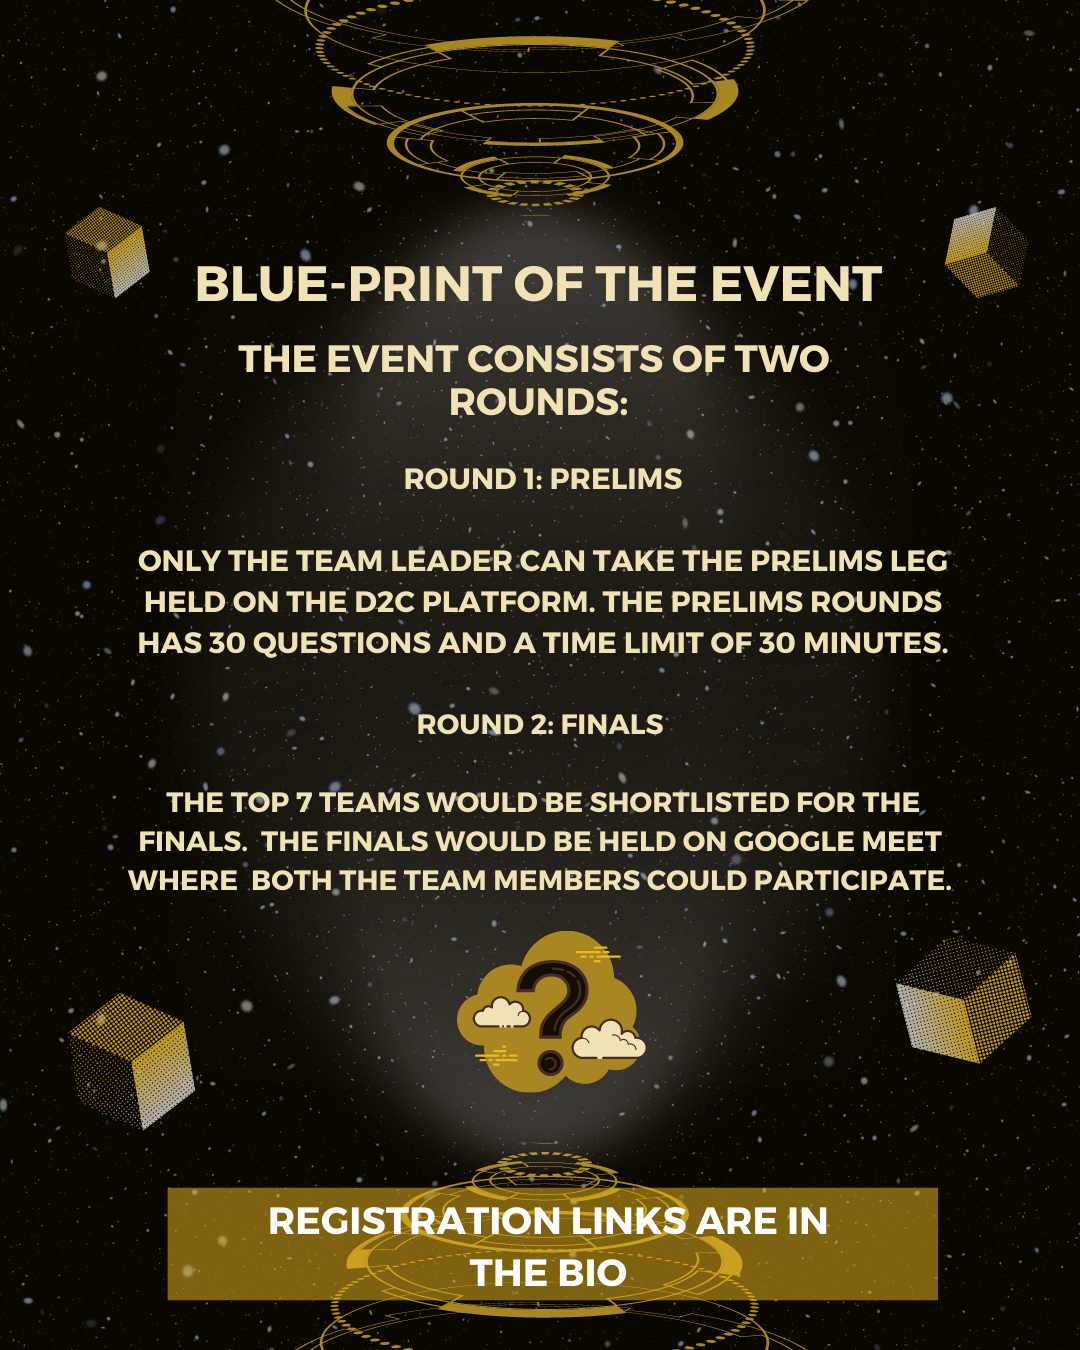 BLUE-PRINT OF THE EVENT
THE EVENT CONSISTS OF TWO
ROUNDS:
ROUND 1: PRELIMS
ONLY THE TEAM LEADER CAN TAKE THE PRELIMS LEG
HELD ON THE D2C PLATFORM. THE PRELIMS ROUNDS
HAS 30 QUESTIONS AND A TIME LIMIT OF 30 MINUTES.
ROUND 2: FINALS
THE TOP 7 TEAMS WOULD BE SHORTLISTED FOR THE
FINALS.  THE FINALS WOULD BE HELD ON GOOGLE MEET
WHERE  BOTH THE TEAM MEMBERS COULD PARTICIPATE.
?
REGISTRATION LINKS ARE IN
THE BIO